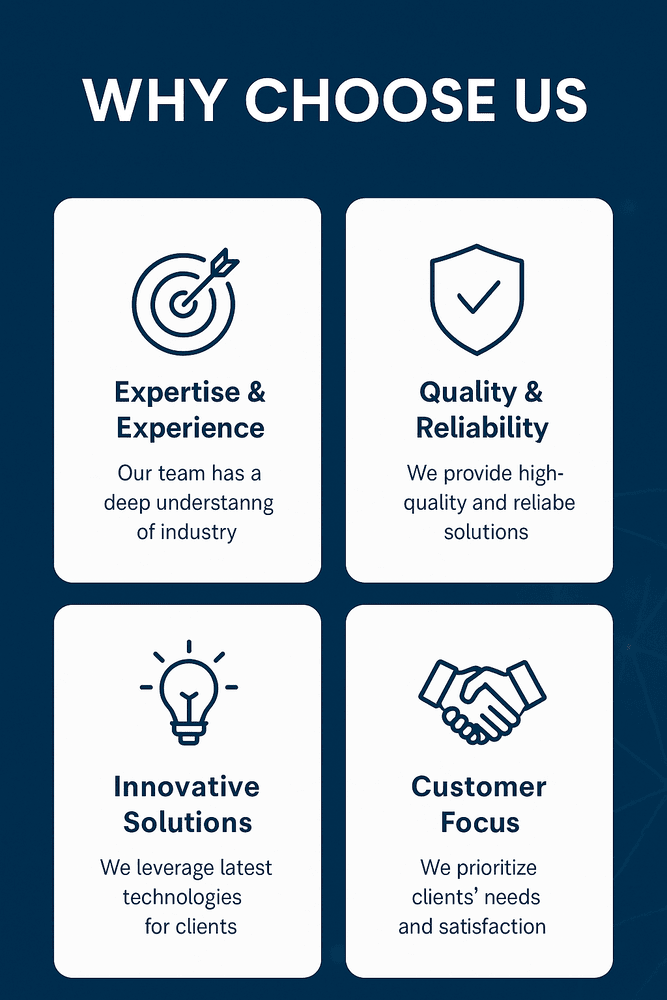 WHY CHOOSE US
Expertise &
Experience
Our team has a
deep understanng
of industry
Quality &
Reliability
We provide high-
quality and reliabe
solutions
Innovative
Solutions
We leverage latest
technologies
for clients
Customer
Focus
We prioritize
clients’ needs
and satisfaction